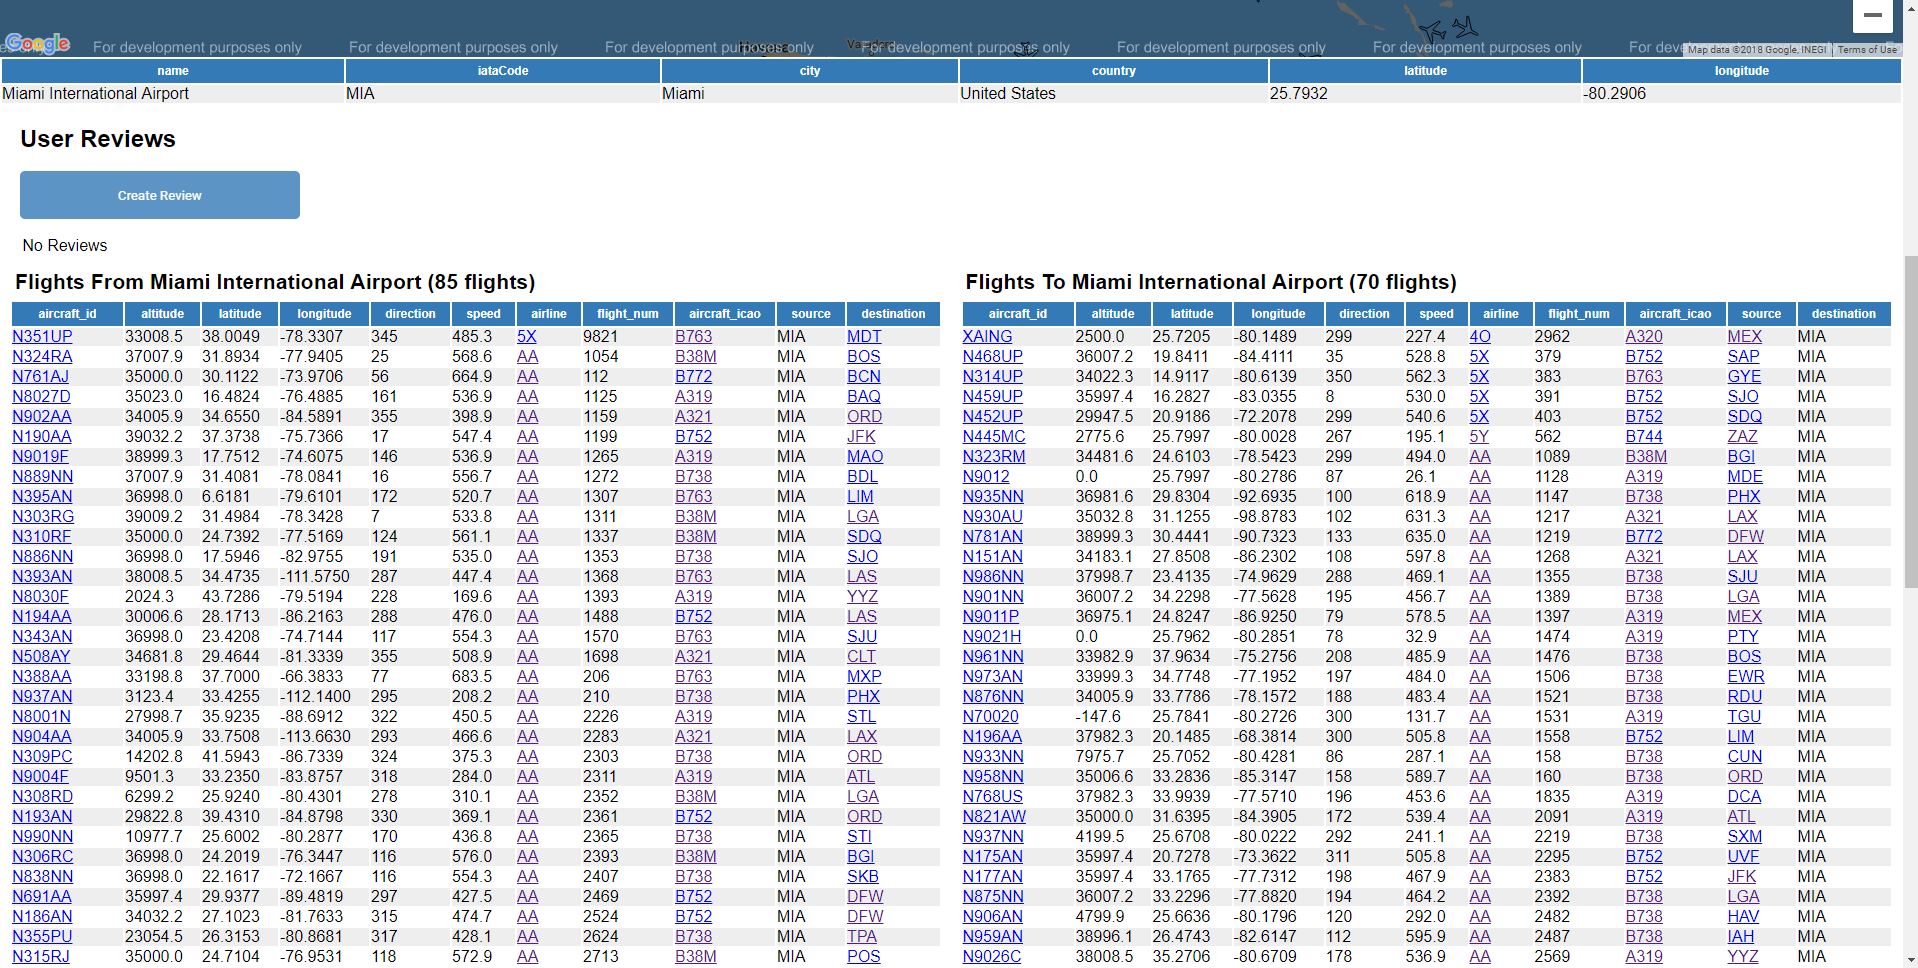 Google For development purposes only For development purposes only For development purposes only For development purposes only For development purposes only For development purposes only
Map data ©2018 Google, INEGI Terms of Use
name iataCode city country latitude longitude
Miami International Airport MIA Miami United States 25.7932 -80.2906
User Reviews
Create Review
No Reviews
Flights From Miami International Airport (85 flights)
aircraft_id altitude latitude longitude direction speed airline flight_num aircraft_icao source destination
N351UP 33008.5 38.0049 -78.3307 345 485.3 5X 9821 B763 MIA MDT
N324RA 37007.9 31.8934 -77.9405 25 568.6 AA 1054 B38M MIA BOS
N761AJ 35000.0 30.1122 -73.9706 56 664.9 AA 112 B772 MIA BCN
N8027D 35023.0 16.4824 -76.4885 161 536.9 AA 1125 A319 MIA BAQ
N902AA 34005.9 34.6550 -84.5891 355 398.9 AA 1159 A321 MIA ORD
N190AA 39032.2 37.3738 -75.7366 17 547.4 AA 1199 B752 MIA JFK
N9019F 38999.3 17.7512 -74.6075 146 536.9 AA 1265 A319 MIA MAO
N889NN 37007.9 31.4081 -78.0841 16 556.7 AA 1272 B738 MIA BDL
N395AN 36998.0 6.6181 -79.6101 172 520.7 AA 1307 B763 MIA LIM
N303RG 39009.2 31.4984 -78.3428 7 533.8 AA 1311 B38M MIA LGA
N310RF 35000.0 24.7392 -77.5169 124 561.1 AA 1337 B38M MIA SDQ
N886NN 36998.0 17.5946 -82.9755 191 535.0 AA 1353 B738 MIA SJO
N393AN 38008.5 34.4735 -111.5750 287 447.4 AA 1368 B763 MIA LAS
N8030F 2024.3 43.7286 -79.5194 228 169.6 AA 1393 A319 MIA YYZ
N194AA 30006.6 28.1713 -86.2163 288 476.0 AA 1488 B752 MIA LAS
N343AN 36998.0 23.4208 -74.7144 117 554.3 AA 1570 B763 MIA SJU
N508AY 34681.8 29.4644 -81.3339 355 508.9 AA 1698 A321 MIA CLT
N388AA 33198.8 37.7000 -66.3833 77 683.5 AA 206 B763 MIA MXP
N937AN 3123.4 33.4255 -112.1400 295 208.2 AA 210 B738 MIA PHX
N8001N 27998.7 35.9235 -88.6912 322 450.5 AA 2226 A319 MIA STL
N904AA 34005.9 33.7508 -113.6630 293 466.6 AA 2283 A321 MIA LAX
N309PC 14202.8 41.5943 -86.7339 324 375.3 AA 2303 B738 MIA ORD
N9004F 9501.3 33.2350 -83.8757 318 284.0 AA 2311 A319 MIA ATL
N308RD 6299.2 25.9240 -80.4301 278 310.1 AA 2352 B38M MIA LGA
N193AN 29822.8 39.4310 -84.8798 330 369.1 AA 2361 B752 MIA ORD
N990NN 10977.7 25.6002 -80.2877 170 436.8 AA 2365 B738 MIA STI
N306RC 36998.0 24.2019 -76.3447 116 576.0 AA 2393 B38M MIA BGI
N838NN 36998.0 22.1617 -72.1667 116 554.3 AA 2407 B738 MIA SKB
N691AA 35997.4 29.9377 -89.4819 297 427.5 AA 2469 B752 MIA DFW
N186AN 34032.2 27.1023 -81.7633 315 474.7 AA 2524 B752 MIA DFW
N355PU 23054.5 26.3153 -80.8681 317 428.1 AA 2624 B738 MIA TPA
N315RJ 35000.0 24.7104 -76.9531 118 572.9 AA 2713 B38M MIA POS
Flights To Miami International Airport (70 flights)
aircraft_id altitude latitude longitude direction speed airline flight_num aircraft_icao source destination
XAING 2500.0 25.7205 -80.1489 299 227.4 4O 2962 A320 MEX MIA
N468UP 36007.2 19.8411 -84.4111 35 528.8 5X 379 B752 SAP MIA
N314UP 34022.3 14.9117 -80.6139 350 562.3 5X 383 B763 GYE MIA
N459UP 35997.4 16.2827 -83.0355 8 530.0 5X 391 B752 SJO MIA
N452UP 29947.5 20.9186 -72.2078 299 540.6 5X 403 B752 SDQ MIA
N445MC 2775.6 25.7997 -80.0028 267 195.1 5Y 562 B744 ZAZ MIA
N323RM 34481.6 24.6103 -78.5423 299 494.0 AA 1089 B38M BGI MIA
N9012 0.0 25.7997 -80.2786 87 26.1 AA 1128 A319 MDE MIA
N935NN 36981.6 29.8304 -92.6935 100 618.9 AA 1147 B738 PHX MIA
N930AU 35032.8 31.1255 -98.8783 102 631.3 AA 1217 A321 LAX MIA
N781AN 38999.3 30.4441 -90.7323 133 635.0 AA 1219 B772 DFW MIA
N151AN 34183.1 27.8508 -86.2302 108 597.8 AA 1268 A321 LAX MIA
N986NN 37998.7 23.4135 -74.9629 288 469.1 AA 1355 B738 SJU MIA
N901NN 36007.2 34.2298 -77.5628 195 456.7 AA 1389 B738 LGA MIA
N9011P 36975.1 24.8247 -86.9250 79 578.5 AA 1397 A319 MEX MIA
N9021H 0.0 25.7962 -80.2851 78 32.9 AA 1474 A319 PTY MIA
N961NN 33982.9 37.9634 -75.2756 208 485.9 AA 1476 B738 BOS MIA
N973AN 33999.3 34.7748 -77.1952 197 484.0 AA 1506 B738 EWR MIA
N876NN 34005.9 33.7786 -78.1572 188 483.4 AA 1521 B738 RDU MIA
N70020 -147.6 25.7841 -80.2726 300 131.7 AA 1531 A319 TGU MIA
N196AA 37982.3 20.1485 -68.3814 300 505.8 AA 1558 B752 LIM MIA
N933NN 7975.7 25.7052 -80.4281 86 287.1 AA 158 B738 CUN MIA
N958NN 35006.6 33.2836 -85.3147 158 589.7 AA 160 B738 ORD MIA
N768US 37982.3 33.9939 -77.5710 196 453.6 AA 1835 A319 DCA MIA
N821AW 35000.0 31.6395 -84.3905 172 539.4 AA 2091 A319 ATL MIA
N937NN 4199.5 25.6708 -80.0222 292 241.1 AA 2219 B738 SXM MIA
N175AN 35997.4 20.7278 -73.3622 311 505.8 AA 2295 B752 UVF MIA
N177AN 35997.4 33.1765 -77.7312 198 467.9 AA 2383 B752 JFK MIA
N875NN 36007.2 33.2296 -77.8820 194 464.2 AA 2392 B738 LGA MIA
N906AN 4799.9 25.6636 -80.1796 120 292.0 AA 2482 B738 HAV MIA
N959AN 38996.1 26.4743 -82.6147 112 595.9 AA 2487 B738 IAH MIA
N9026C 38008.5 35.2706 -80.6709 178 536.9 AA 2569 A319 YYZ MIA